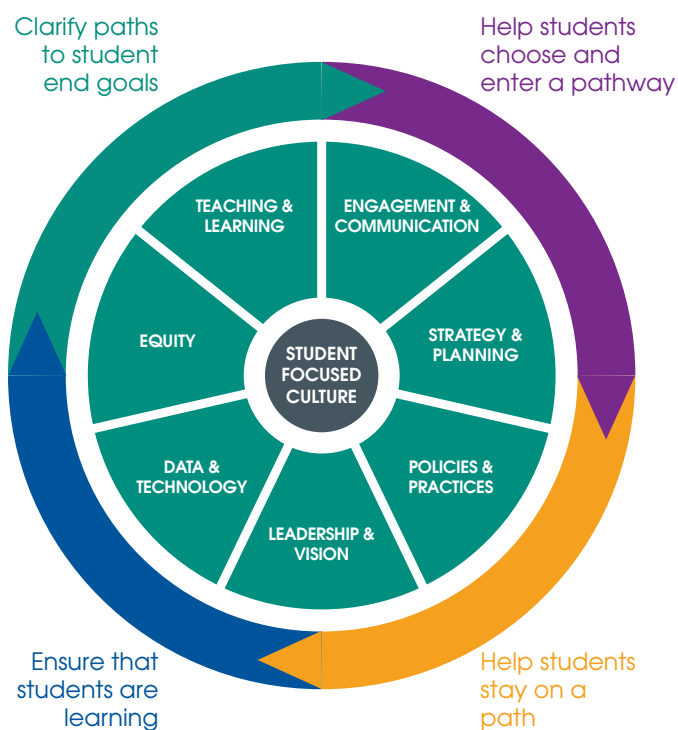 Clarify paths
to student
end goals
Help students
choose and
enter a pathway
TEACHING &
LEARNING
ENGAGEMENT &
COMMUNICATION
EQUITY
STRATEGY &
PLANNING
STUDENT
FOCUSED
CULTURE
DATA &
TECHNOLOGY
POLICIES &
PRACTICES
LEADERSHIP &
VISION
Ensure that
students are
learning
Help students
stay on a
path